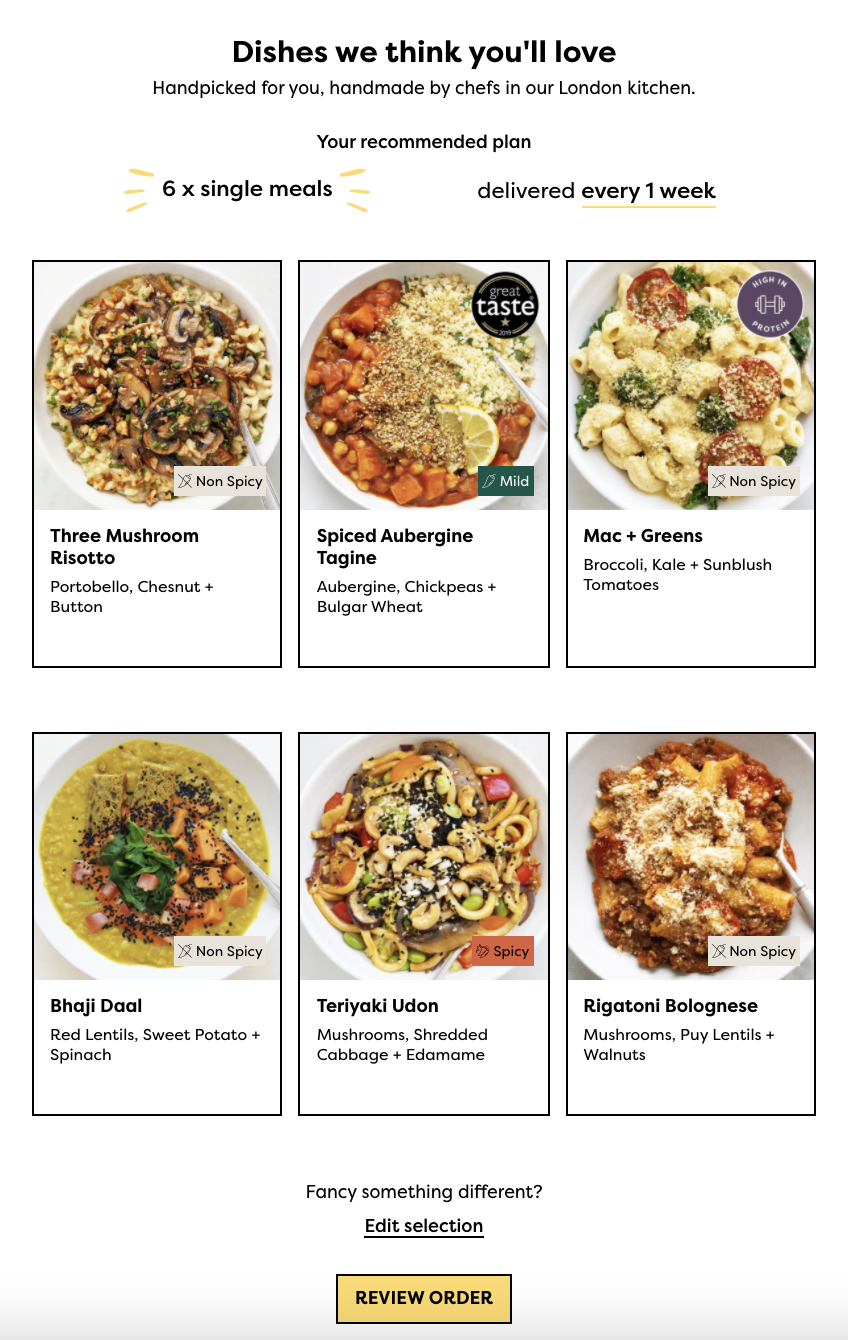 Dishes we think you'll love
Handpicked for you, handmade by chefs in our London kitchen.
Your recommended plan
6 x single meals
delivered every 1 week
great
taste
2019
HIGH IN
PROTEIN
Non Spicy
Mild
Non Spicy
Three Mushroom
Risotto
Portobello, Chesnut +
Button
Spiced Aubergine
Tagine
Aubergine, Chickpeas +
Bulgar Wheat
Mac + Greens
Broccoli, Kale + Sunblush
Tomatoes
Non Spicy
Spicy
Non Spicy
Bhaji Daal
Red Lentils, Sweet Potato +
Spinach
Teriyaki Udon
Mushrooms, Shredded
Cabbage + Edamame
Rigatoni Bolognese
Mushrooms, Puy Lentils +
Walnuts
Fancy something different?
Edit selection
REVIEW ORDER